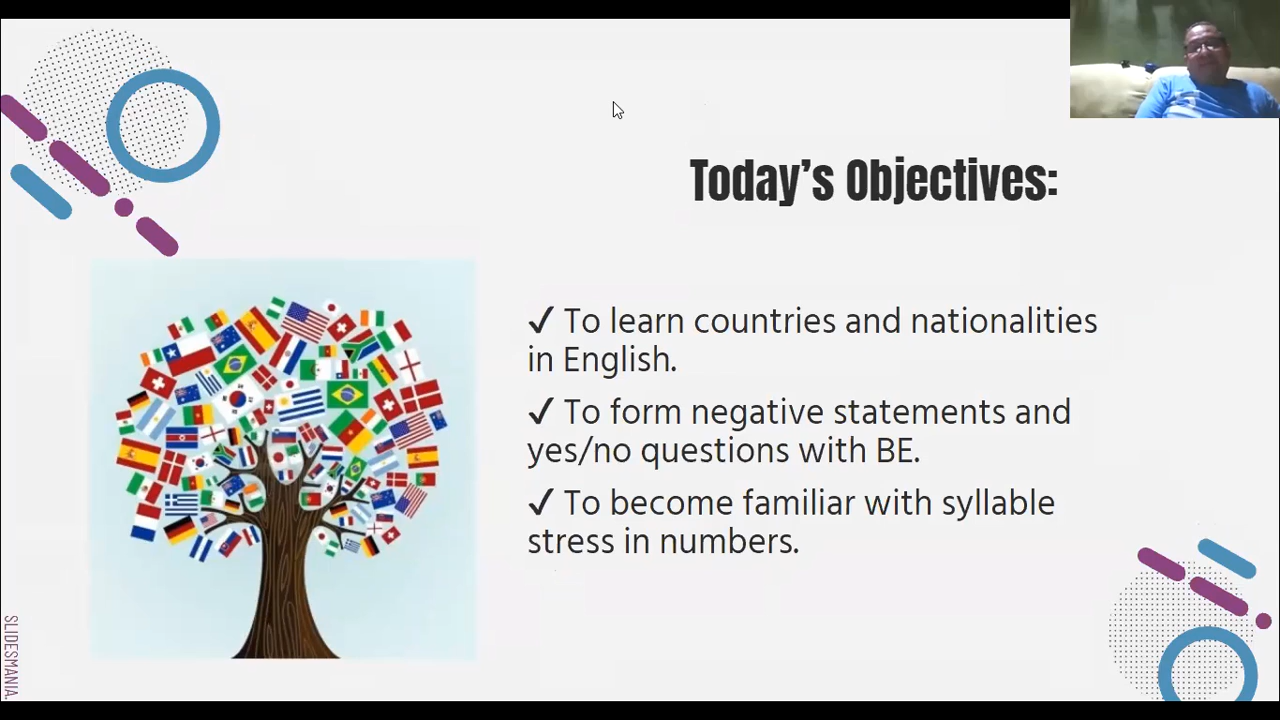 Today’s Objectives:
✓ To learn countries and nationalities
in English.
✓ To form negative statements and
yes/no questions with BE.
✓ To become familiar with syllable
stress in numbers.
SLIDESMANIA.